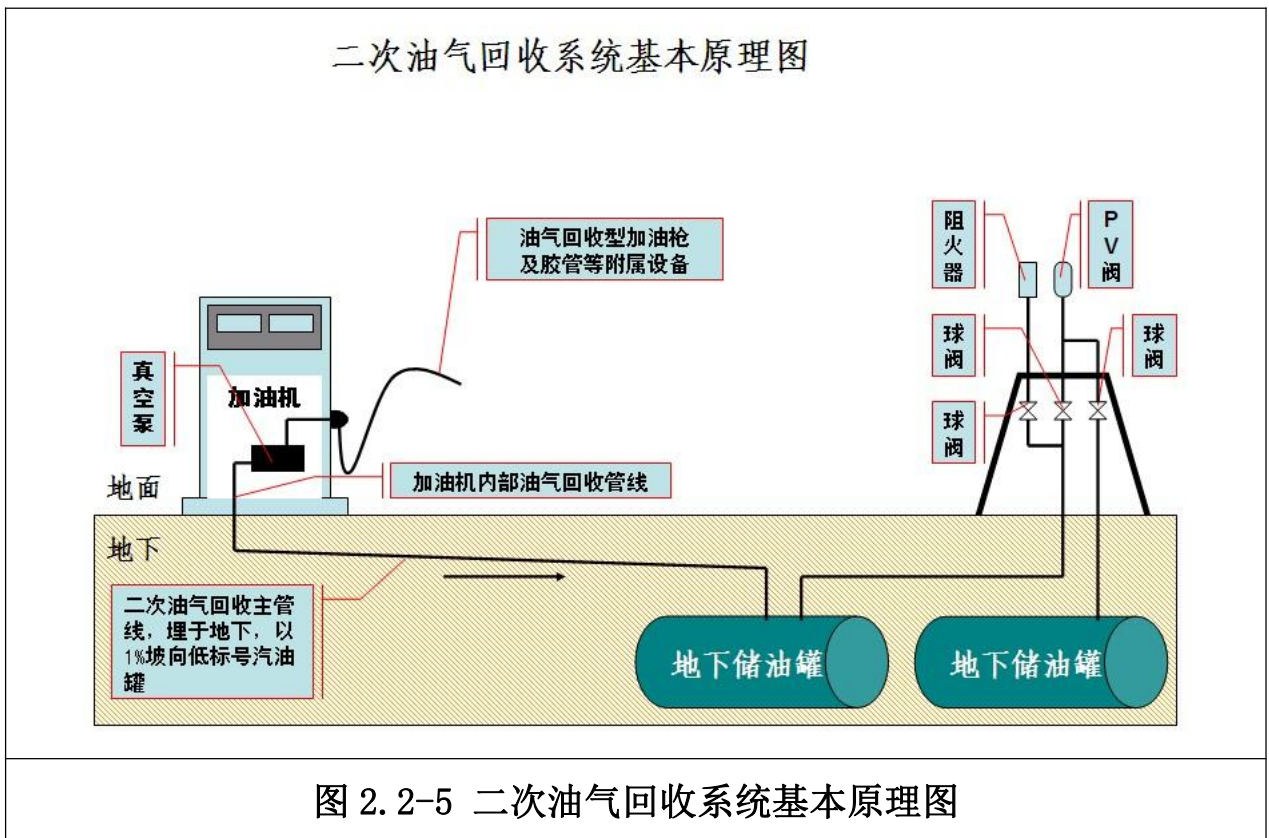 二次油气回收系统基本原理图
油气回收型加油枪
及胶管等附属设备
阻
火
器
P
V
阀
球
阀
球
阀
球
阀
真
空
泵
加油机
加油机内部油气回收管线
地面
地下
二次油气回收主管
线，埋于地下，以
1%坡向低标号汽油
罐
地下储油罐
地下储油罐
图 2.2-5 二次油气回收系统基本原理图